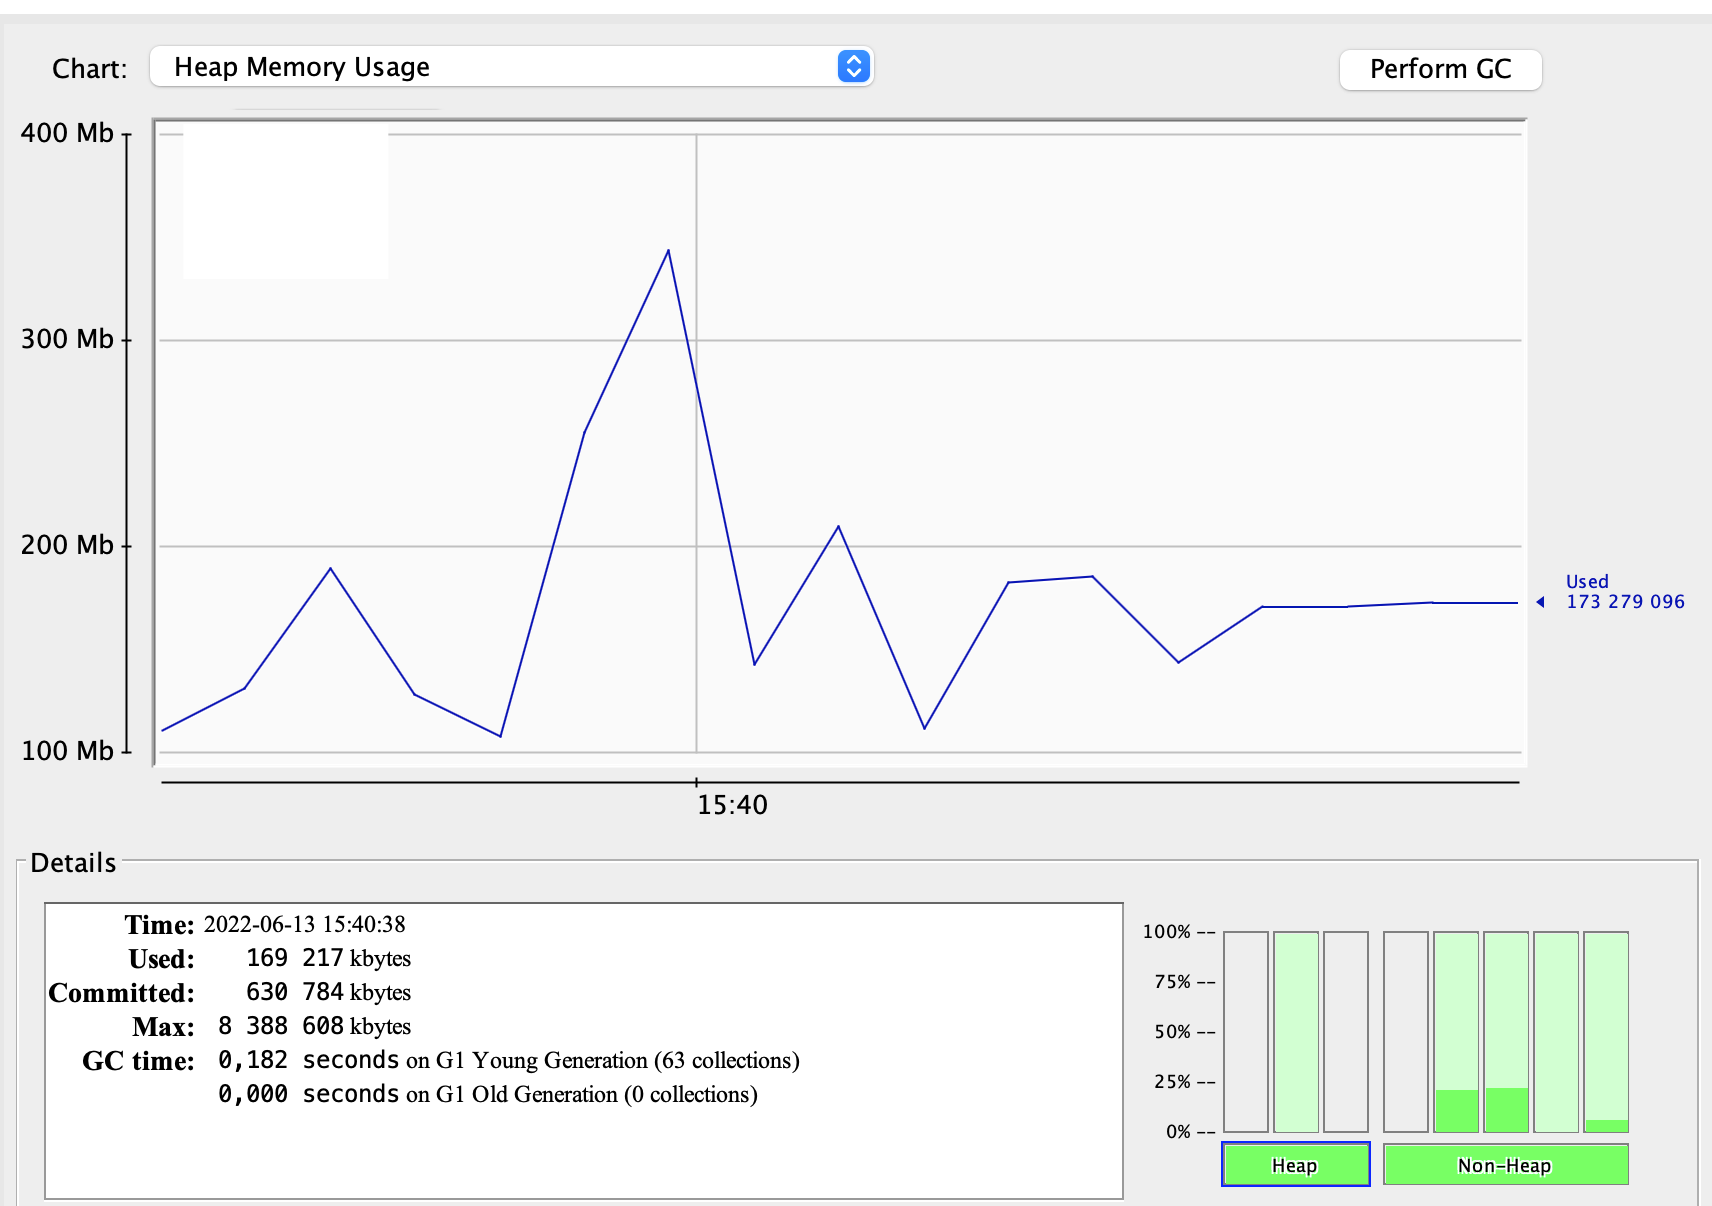 Chart: Heap Memory Usage Perform GC
400 Mb
300 Mb
200 Mb
Used
173 279 096
100 Mb
15:40
Details
Time: 2022-06-13 15:40:38
Used: 169 217 kbytes
Committed: 630 784 kbytes
Max: 8 388 608 kbytes
GC time: 0,182 seconds on G1 Young Generation (63 collections)
0,000 seconds on G1 Old Generation (0 collections)
100% --
75% --
50% --
25% --
0% --
Heap Non-Heap